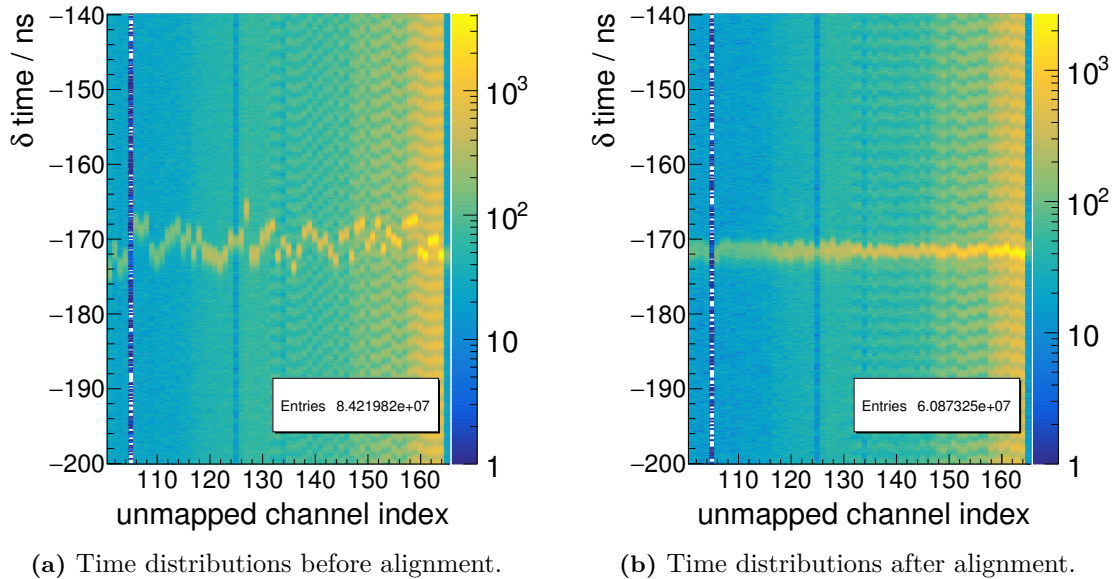 −140
−150
−160
−170
−180
−190
−200
δ time / ns
110 120 130 140 150 160
unmapped channel index
Entries 8.421982e+07
10³
10²
10
1
(a) Time distributions before alignment.
−140
−150
−160
−170
−180
−190
−200
δ time / ns
110 120 130 140 150 160
unmapped channel index
Entries 6.087325e+07
10³
10²
10
1
(b) Time distributions after alignment.